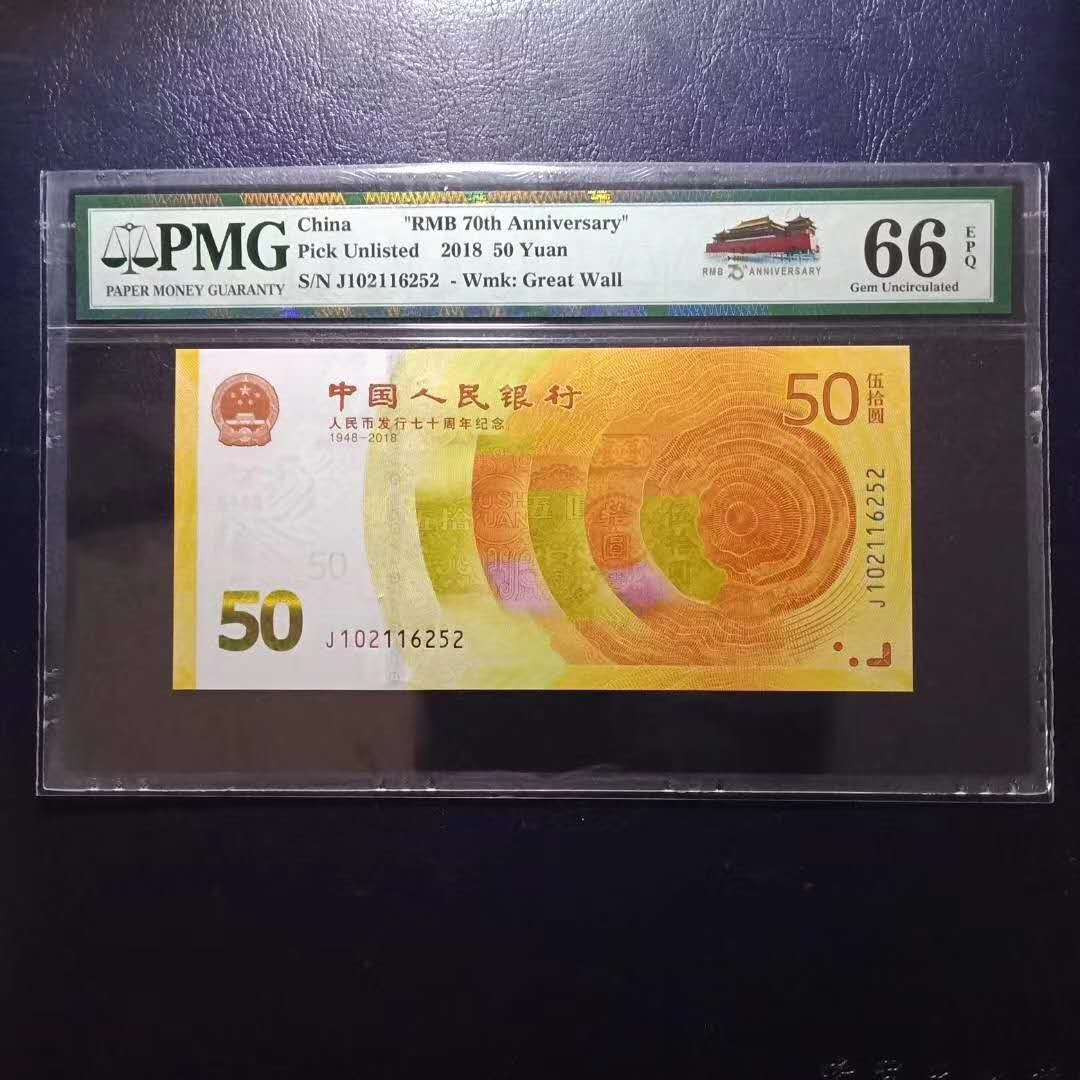 PMG
PAPER MONEY GUARANTY
China "RMB 70th Anniversary"
Pick Unlisted 2018 50 Yuan
S/N J102116252 - Wmk: Great Wall
RMB 70 ANNIVERSARY
66 EPQ
Gem Uncirculated
中国人民银行
人民币发行七十周年纪念
1948-2018
50 伍拾圆
J102116252
50
50
J102116252